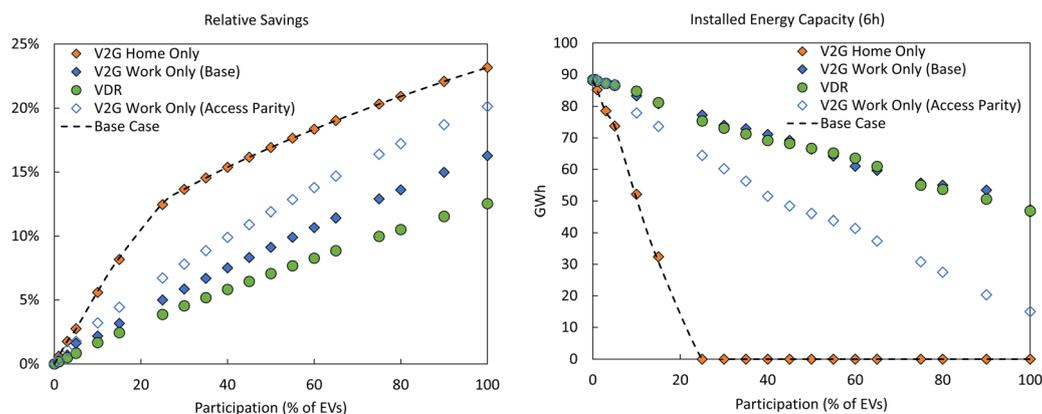 Relative Savings
25%
20%
15%
10%
5%
0%
V2G Home Only
V2G Work Only (Base)
VDR
V2G Work Only (Access Parity)
Base Case
0 20 40 60 80 100
Participation (% of EVs)
Installed Energy Capacity (6h)
GWh
100
90
80
70
60
50
40
30
20
10
0
V2G Home Only
V2G Work Only (Base)
VDR
V2G Work Only (Access Parity)
Base Case
0 20 40 60 80 100
Participation (% of EVs)